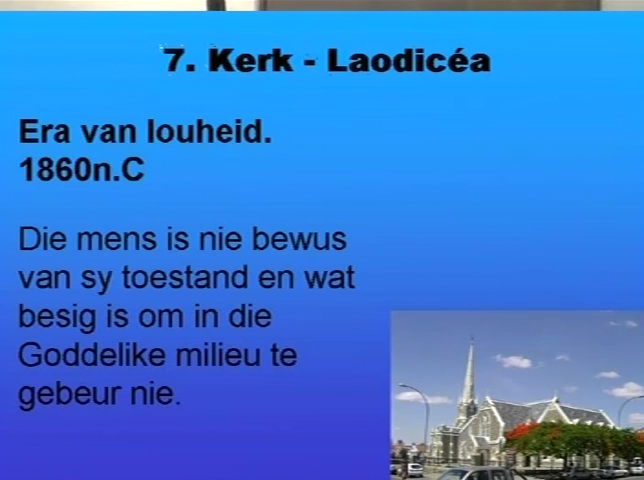 7. Kerk - Laodicéa
Era van louheid.
1860n.C
Die mens is nie bewus
van sy toestand en wat
besig is om in die
Goddelike milieu te
gebeur nie.